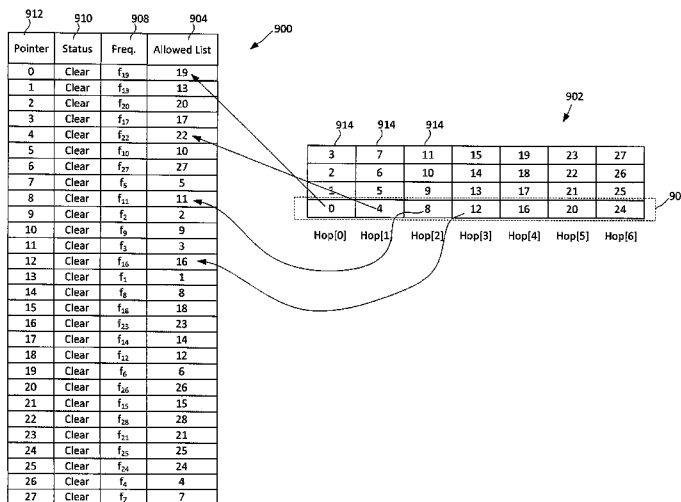 912 910 908 904
900
Pointer Status Freq. Allowed List
0 Clear f19 19
1 Clear f13 13
2 Clear f20 20
3 Clear f17 17
4 Clear f22 22
5 Clear f10 10
6 Clear f27 27
7 Clear f5 5
8 Clear f11 11
9 Clear f2 2
10 Clear f9 9
11 Clear f3 3
12 Clear f16 16
13 Clear f1 1
14 Clear f8 8
15 Clear f18 18
16 Clear f23 23
17 Clear f14 14
18 Clear f12 12
19 Clear f6 6
20 Clear f26 26
21 Clear f15 15
22 Clear f28 28
23 Clear f21 21
24 Clear f25 25
25 Clear f24 24
26 Clear f4 4
27 Clear f7 7
902
914 914 914
3 7 11 15 19 23 27
2 6 10 14 18 22 26
1 5 9 13 17 21 25
0 4 8 12 16 20 24
90
Hop[0] Hop[1] Hop[2] Hop[3] Hop[4] Hop[5] Hop[6]